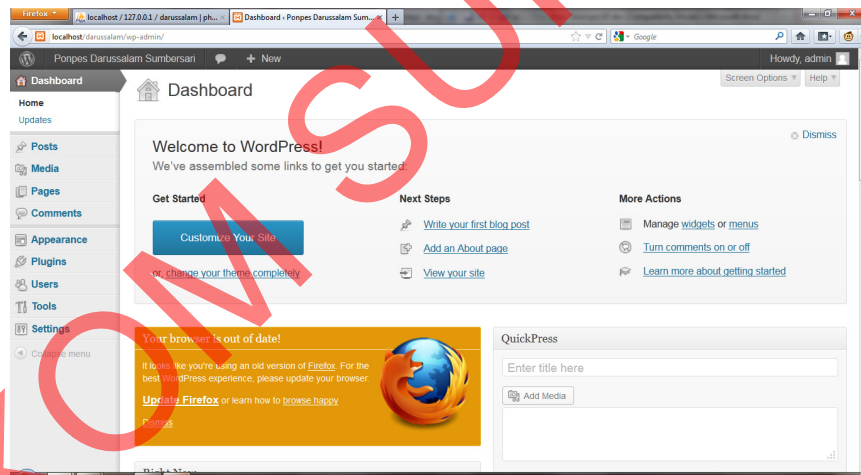 Firefox
localhost / 127.0.0.1 / darussalam | ph...
Dashboard ‹ Ponpes Darussalam Sum...
localhost/darussalam/wp-admin/
Google
Ponpes Darussalam Sumbersari
+ New
Howdy, admin
Screen Options
Help
Dashboard
Home
Updates
Posts
Media
Pages
Comments
Appearance
Plugins
Users
Tools
Settings
Collapse menu
Dashboard
Dismiss
Welcome to WordPress!
We've assembled some links to get you started:
Get Started
Customize Your Site
or, change your theme completely
Next Steps
Write your first blog post
Add an About page
View your site
More Actions
Manage widgets or menus
Turn comments on or off
Learn more about getting started
Your browser is out of date!
It looks like you're using an old version of Firefox. For the
best WordPress experience, please update your browser.
Update Firefox or learn how to browse happy
Dismiss
QuickPress
Enter title here
Add Media
Right Now
KOM SU